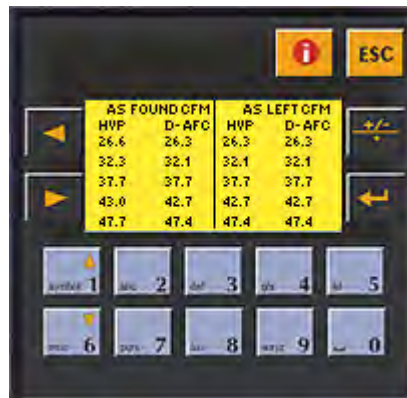 i
ESC
AS FOUND CFM AS LEFT CFM
HVP D-AFC HVP D-AFC
26.6 26.3 26.3 26.3
32.3 32.1 32.1 32.1
37.7 37.7 37.7 37.7
43.0 42.7 42.7 42.7
47.7 47.4 47.4 47.4
+/-
symbol 1 abc 2 def 3 4 5
6 7 8 9 0